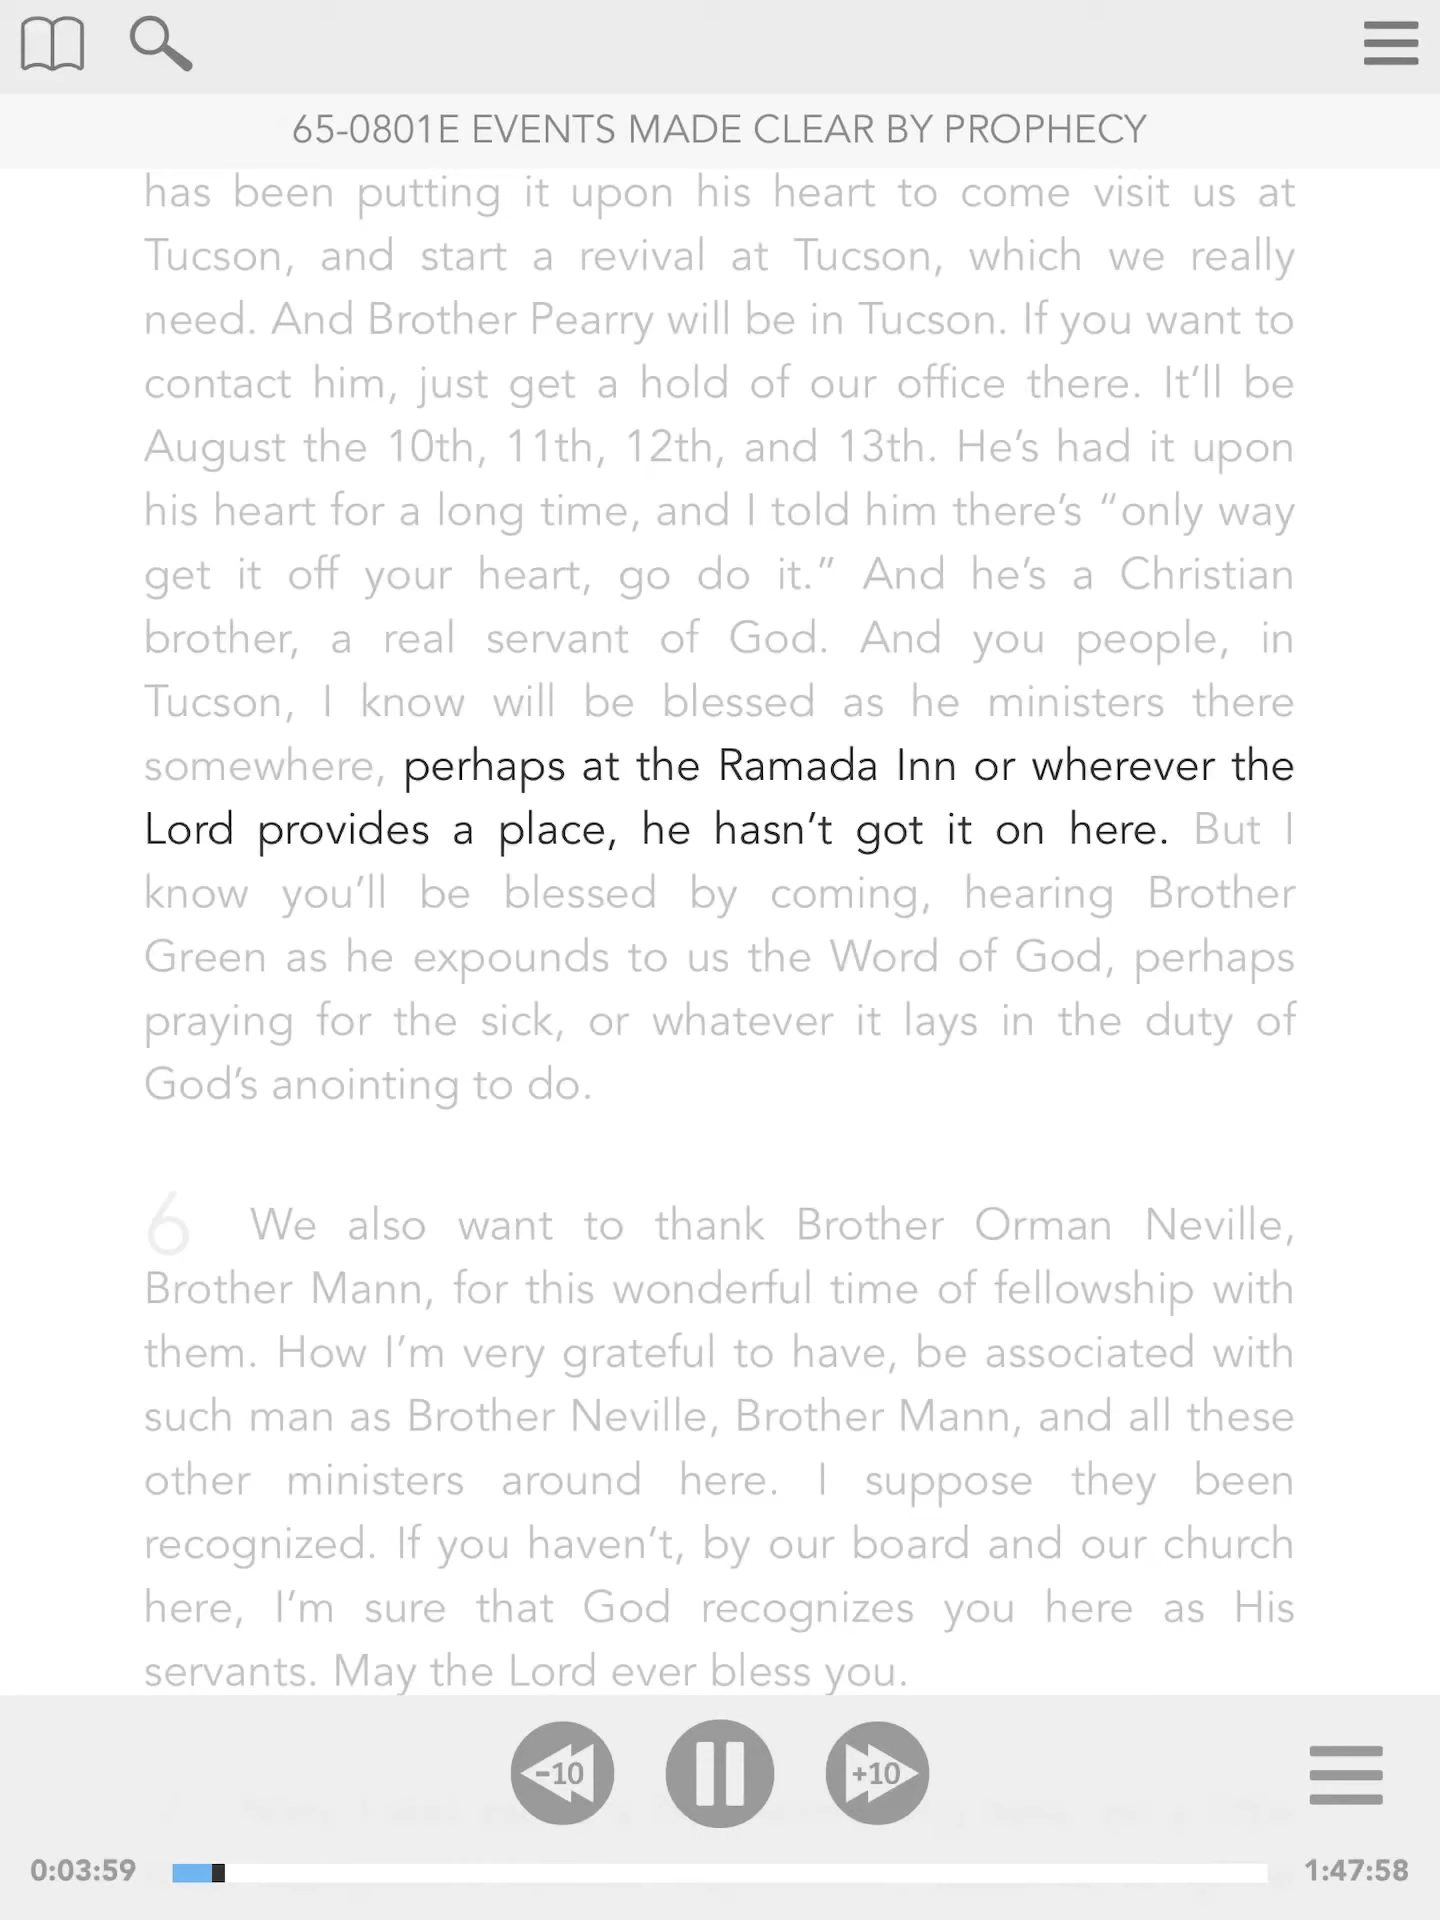 65-0801E EVENTS MADE CLEAR BY PROPHECY
has been putting it upon his heart to come visit us at
Tucson, and start a revival at Tucson, which we really
need. And Brother Pearry will be in Tucson. If you want to
contact him, just get a hold of our office there. It’ll be
August the 10th, 11th, 12th, and 13th. He’s had it upon
his heart for a long time, and I told him there’s “only way
get it off your heart, go do it.” And he’s a Christian
brother, a real servant of God. And you people, in
Tucson, I know will be blessed as he ministers there
somewhere, perhaps at the Ramada Inn or wherever the
Lord provides a place, he hasn’t got it on here. But I
know you’ll be blessed by coming, hearing Brother
Green as he expounds to us the Word of God, perhaps
praying for the sick, or whatever it lays in the duty of
God’s anointing to do.
6 We also want to thank Brother Orman Neville,
Brother Mann, for this wonderful time of fellowship with
them. How I’m very grateful to have, be associated with
such man as Brother Neville, Brother Mann, and all these
other ministers around here. I suppose they been
recognized. If you haven’t, by our board and our church
here, I’m sure that God recognizes you here as His
servants. May the Lord ever bless you.
-10 +10
0:03:59 1:47:58